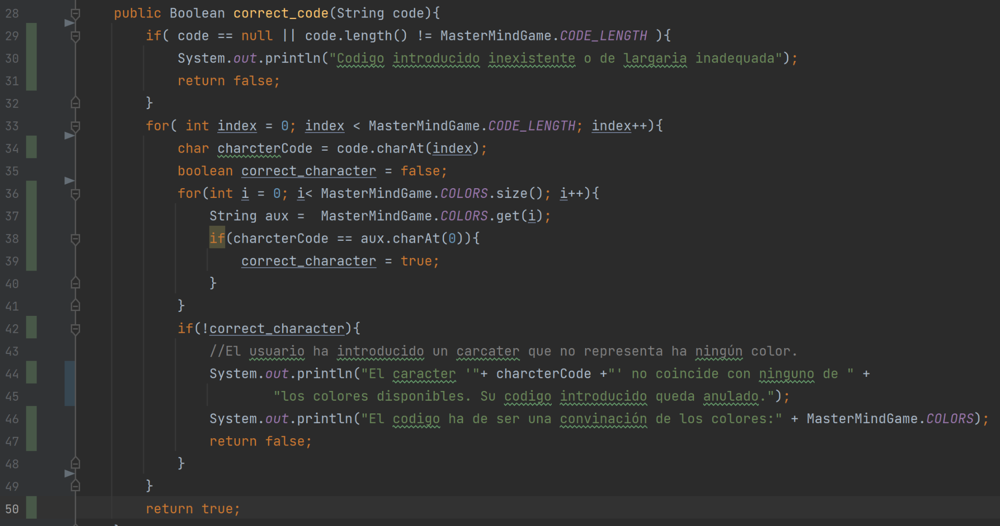 28 public Boolean correct_code(String code){
29 if( code == null || code.length() != MasterMindGame.CODE_LENGTH ){
30 System.out.println("Codigo introducido inexistente o de largaria inadequada");
31 return false;
32 }
33 for( int index = 0; index < MasterMindGame.CODE_LENGTH; index++){
34 char charcterCode = code.charAt(index);
35 boolean correct_character = false;
36 for(int i = 0; i< MasterMindGame.COLORS.size(); i++){
37 String aux =  MasterMindGame.COLORS.get(i);
38 if(charcterCode == aux.charAt(0)){
39 correct_character = true;
40 }
41 }
42 if(!correct_character){
43 //El usuario ha introducido un carcater que no representa ha ningún color.
44 System.out.println("El caracter '"+ charcterCode +"' no coincide con ninguno de " +
45 "los colores disponibles. Su codigo introducido queda anulado.");
46 System.out.println("El codigo ha de ser una convinación de los colores:" + MasterMindGame.COLORS);
47 return false;
48 }
49 }
50 return true;